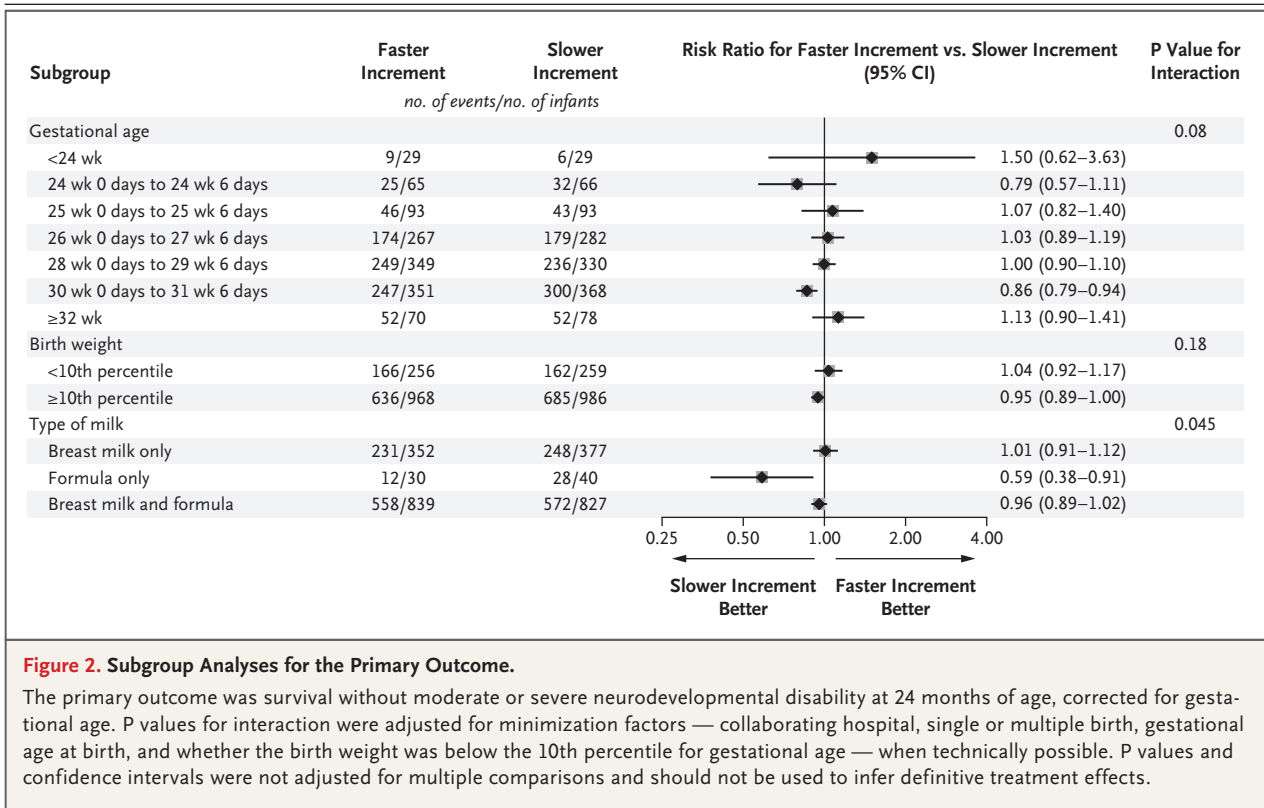 Subgroup Faster Increment Slower Increment Risk Ratio for Faster Increment vs. Slower Increment (95% CI) P Value for Interaction
no. of events/no. of infants
Gestational age 0.08
<24 wk 9/29 6/29 1.50 (0.62–3.63)
24 wk 0 days to 24 wk 6 days 25/65 32/66 0.79 (0.57–1.11)
25 wk 0 days to 25 wk 6 days 46/93 43/93 1.07 (0.82–1.40)
26 wk 0 days to 27 wk 6 days 174/267 179/282 1.03 (0.89–1.19)
28 wk 0 days to 29 wk 6 days 249/349 236/330 1.00 (0.90–1.10)
30 wk 0 days to 31 wk 6 days 247/351 300/368 0.86 (0.79–0.94)
≥32 wk 52/70 52/78 1.13 (0.90–1.41)
Birth weight 0.18
<10th percentile 166/256 162/259 1.04 (0.92–1.17)
≥10th percentile 636/968 685/986 0.95 (0.89–1.00)
Type of milk 0.045
Breast milk only 231/352 248/377 1.01 (0.91–1.12)
Formula only 12/30 28/40 0.59 (0.38–0.91)
Breast milk and formula 558/839 572/827 0.96 (0.89–1.02)
0.25 0.50 1.00 2.00 4.00
Slower Increment Better Faster Increment Better
Figure 2. Subgroup Analyses for the Primary Outcome.
The primary outcome was survival without moderate or severe neurodevelopmental disability at 24 months of age, corrected for gesta-
tional age. P values for interaction were adjusted for minimization factors — collaborating hospital, single or multiple birth, gestational
age at birth, and whether the birth weight was below the 10th percentile for gestational age — when technically possible. P values and
confidence intervals were not adjusted for multiple comparisons and should not be used to infer definitive treatment effects.